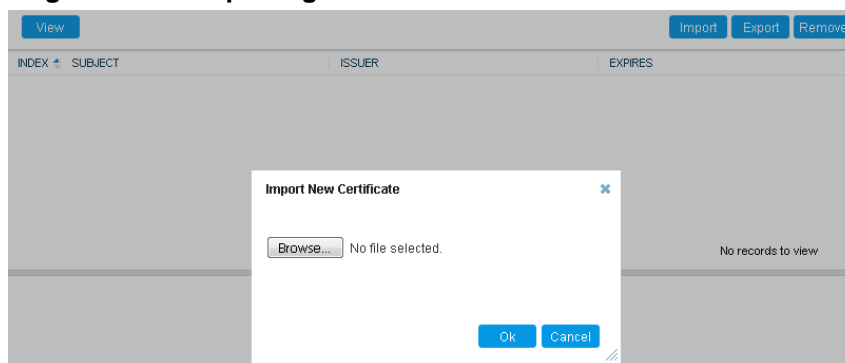 View
Import Export Remove
INDEX SUBJECT ISSUER EXPIRES
Import New Certificate
Browse... No file selected.
No records to view
Ok Cancel